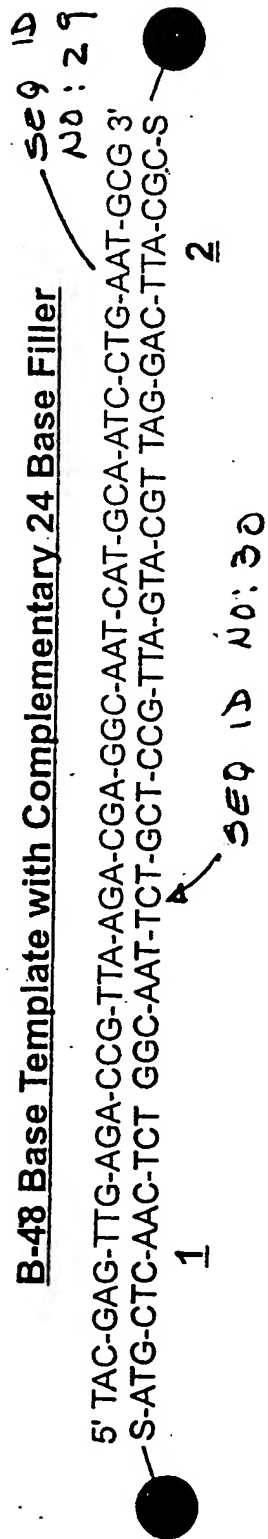 B-48 Base Template with Complementary 24 Base Filler
SEQ ID
NO: 29
5' TAC-GAG-TTG-AGA-CCG-TTA-AGA-CGA-GGC-AAT-CAT-GCA-ATC-CTG-AAT-GCG 3'
S-ATG-CTC-AAC-TCT GGC-AAT-TCT-GCT-CCG-TTA-GTA-CGT TAG-GAC-TTA-CGC-S
1
2
SEQ ID NO: 30